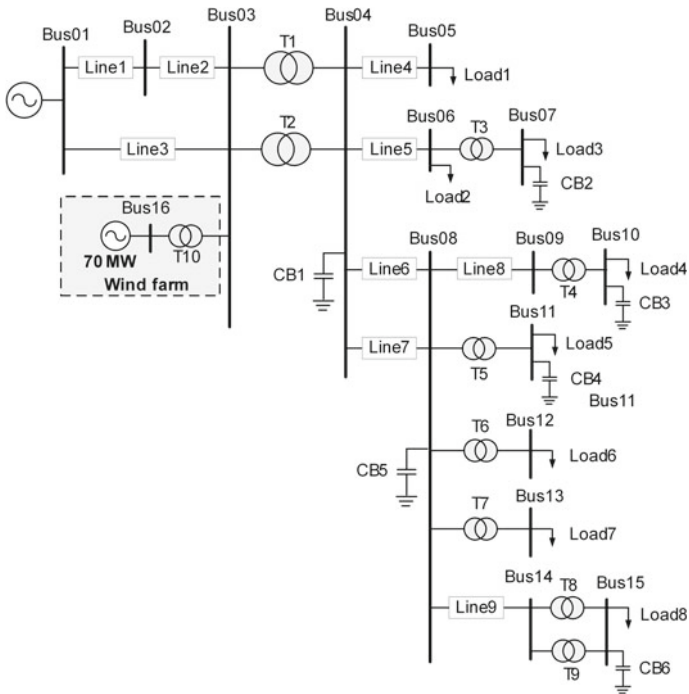 Bus01
Bus02
Bus03
Bus04
Bus05
Line1
Line2
T1
Line4
Load1
Line3
T2
Line5
Bus06
T3
Bus07
Load3
CB2
Load2
Bus16
T10
70 MW
Wind farm
CB1
Line6
Bus08
Line8
Bus09
T4
Bus10
Load4
CB3
Line7
T5
Bus11
Load5
CB4
Bus11
CB5
T6
Bus12
Load6
T7
Bus13
Load7
Line9
Bus14
T8
Bus15
Load8
T9
CB6